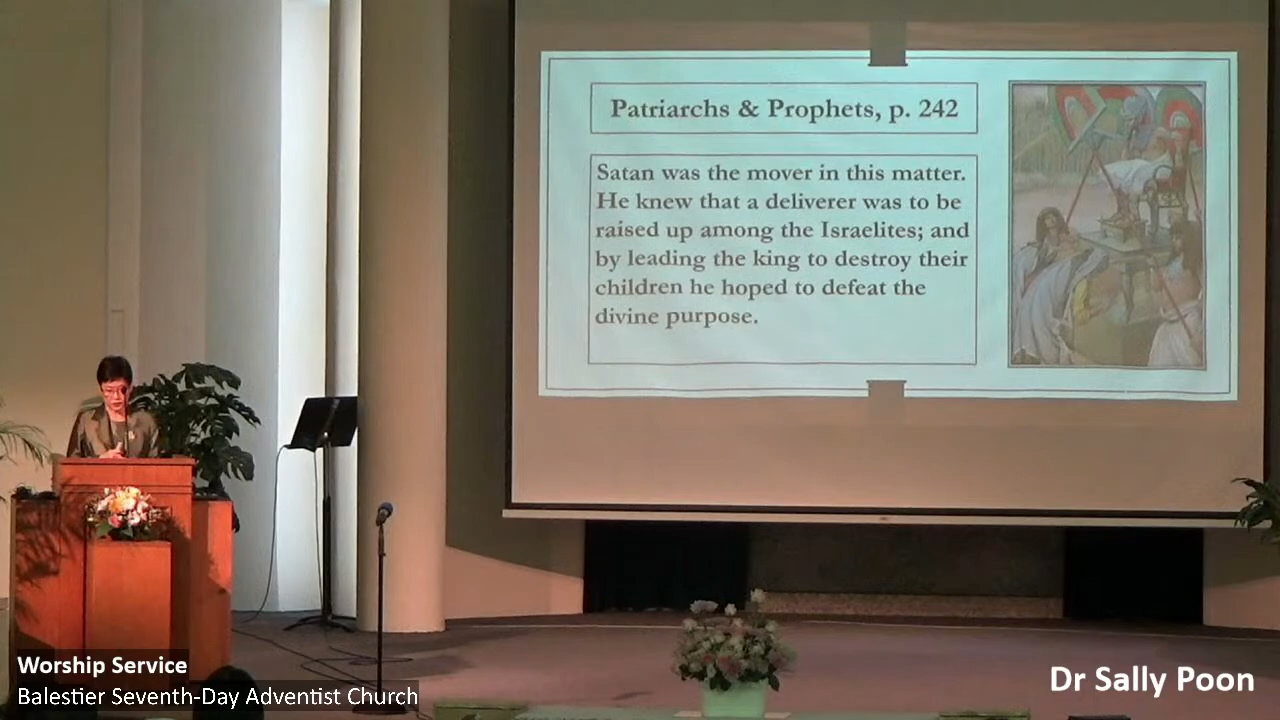 Patriarchs & Prophets, p. 242
Satan was the mover in this matter.
He knew that a deliverer was to be
raised up among the Israelites; and
by leading the king to destroy their
children he hoped to defeat the
divine purpose.
Worship Service
Balestier Seventh-Day Adventist Church
Dr Sally Poon